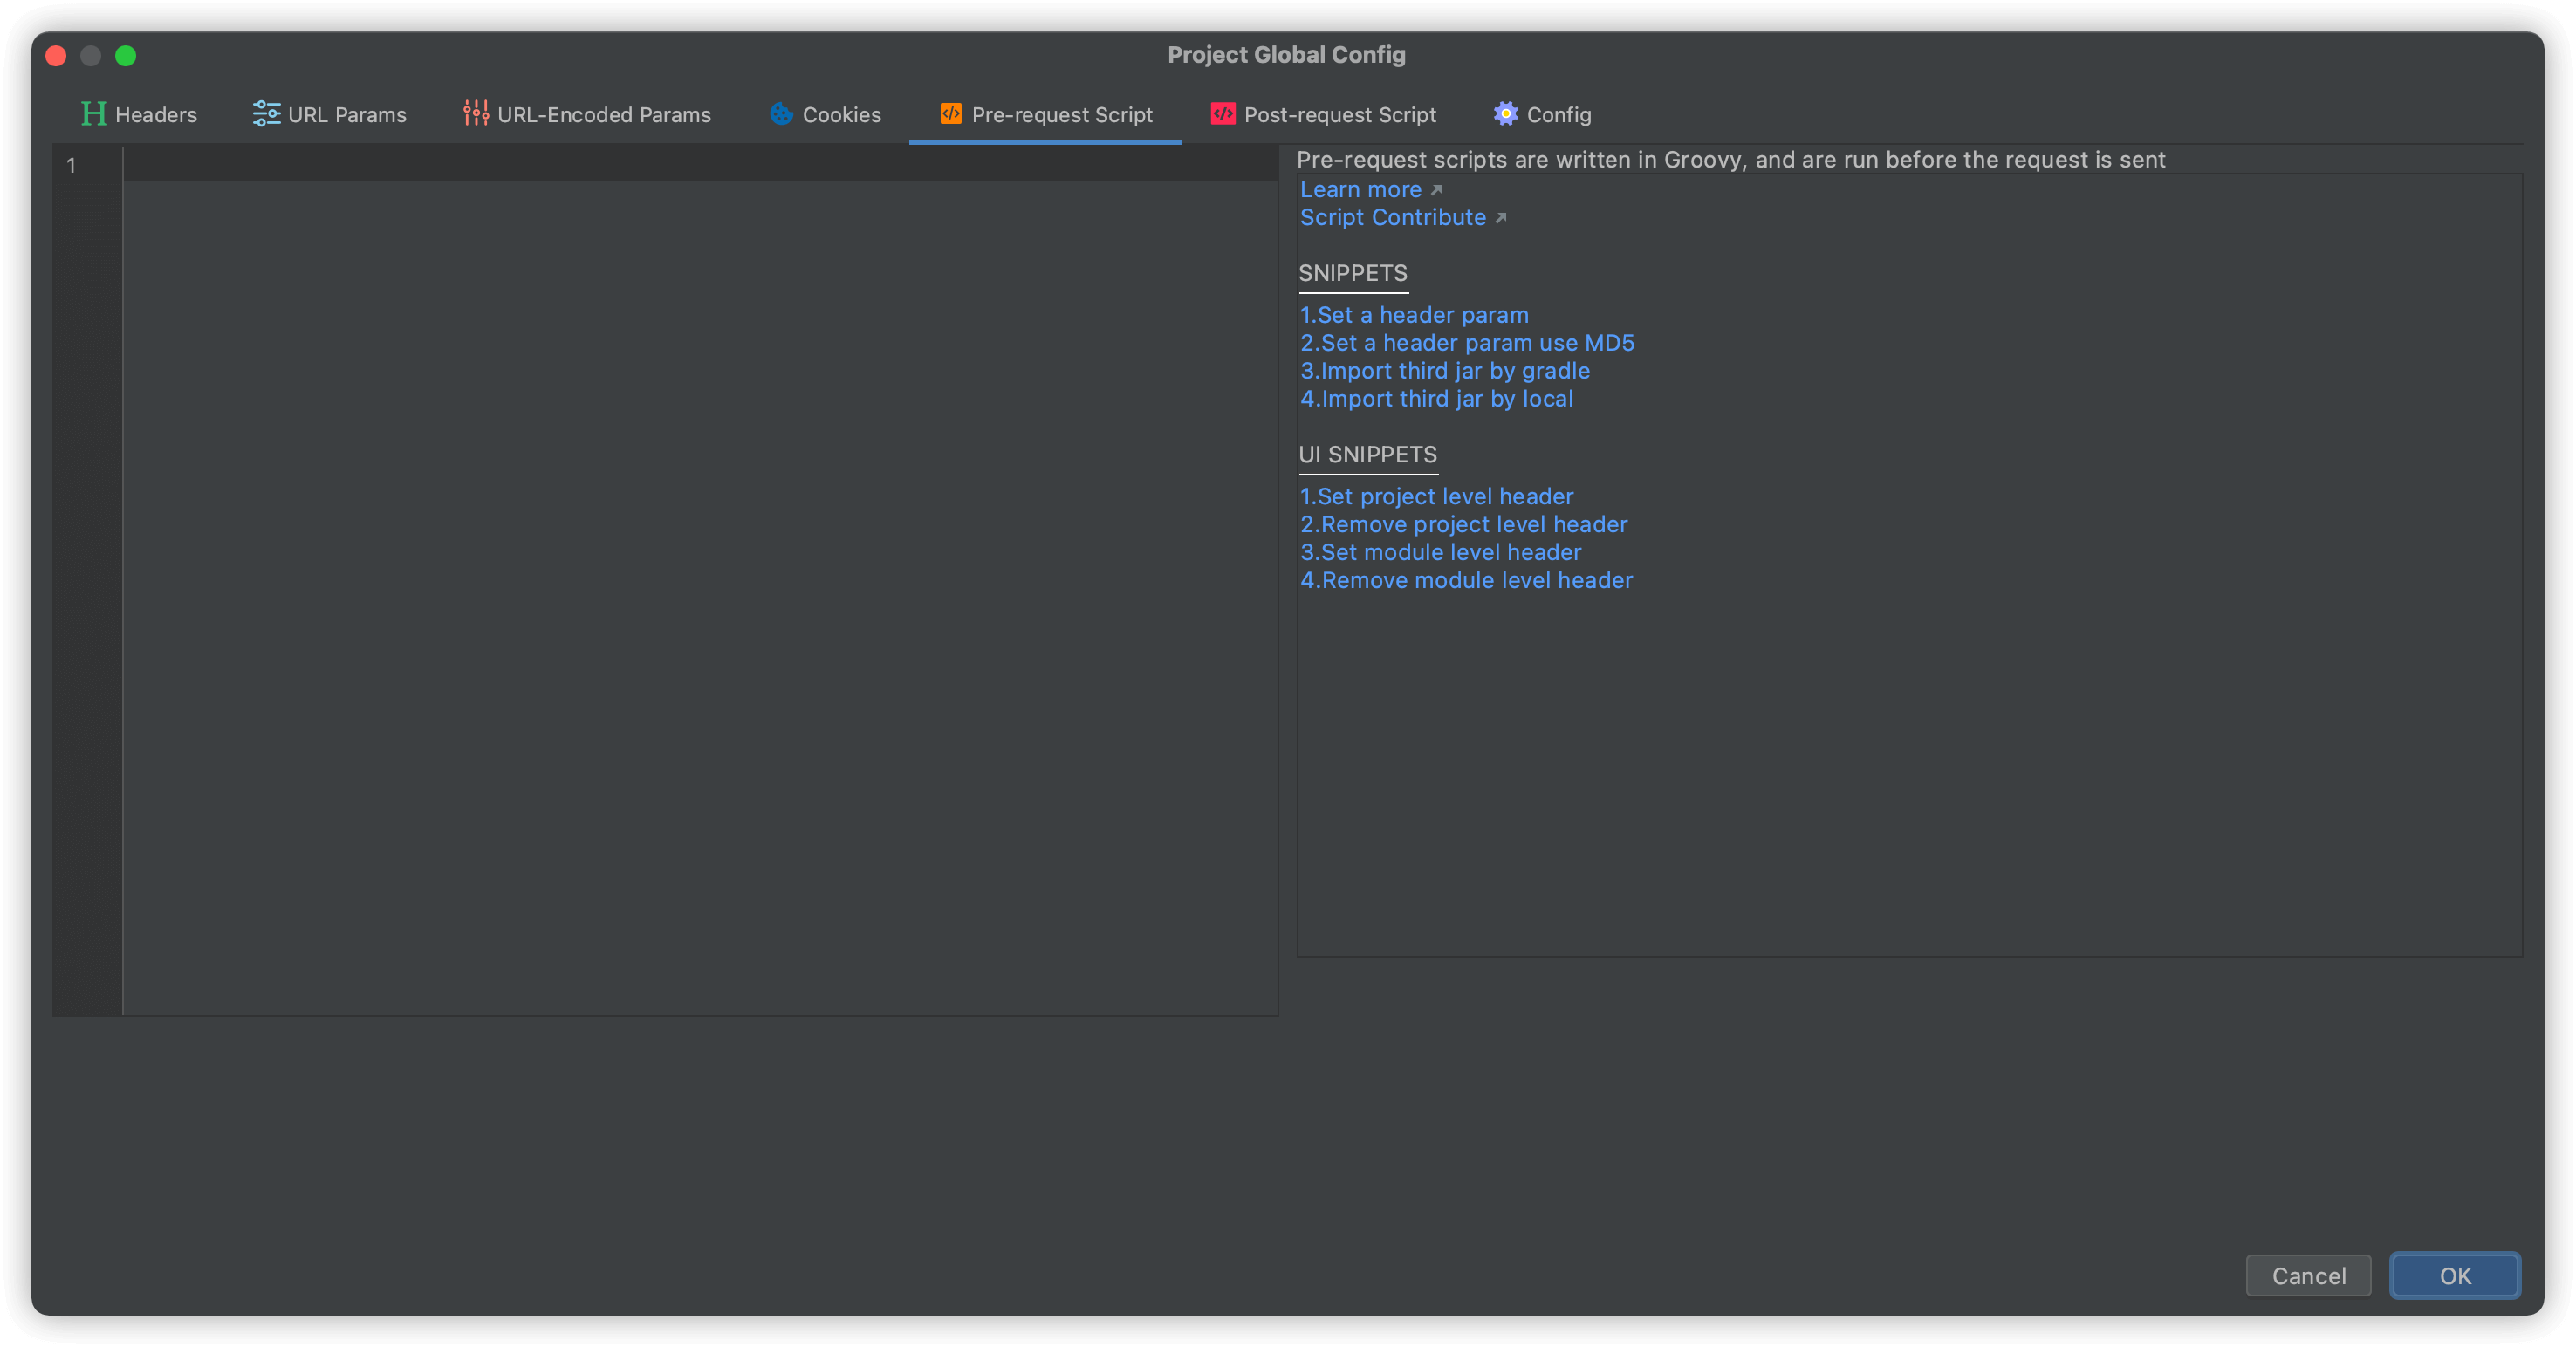 Project Global Config
Headers URL Params URL-Encoded Params Cookies Pre-request Script Post-request Script Config
1
Pre-request scripts are written in Groovy, and are run before the request is sent
Learn more
Script Contribute
SNIPPETS
1.Set a header param
2.Set a header param use MD5
3.Import third jar by gradle
4.Import third jar by local
UI SNIPPETS
1.Set project level header
2.Remove project level header
3.Set module level header
4.Remove module level header
Cancel OK